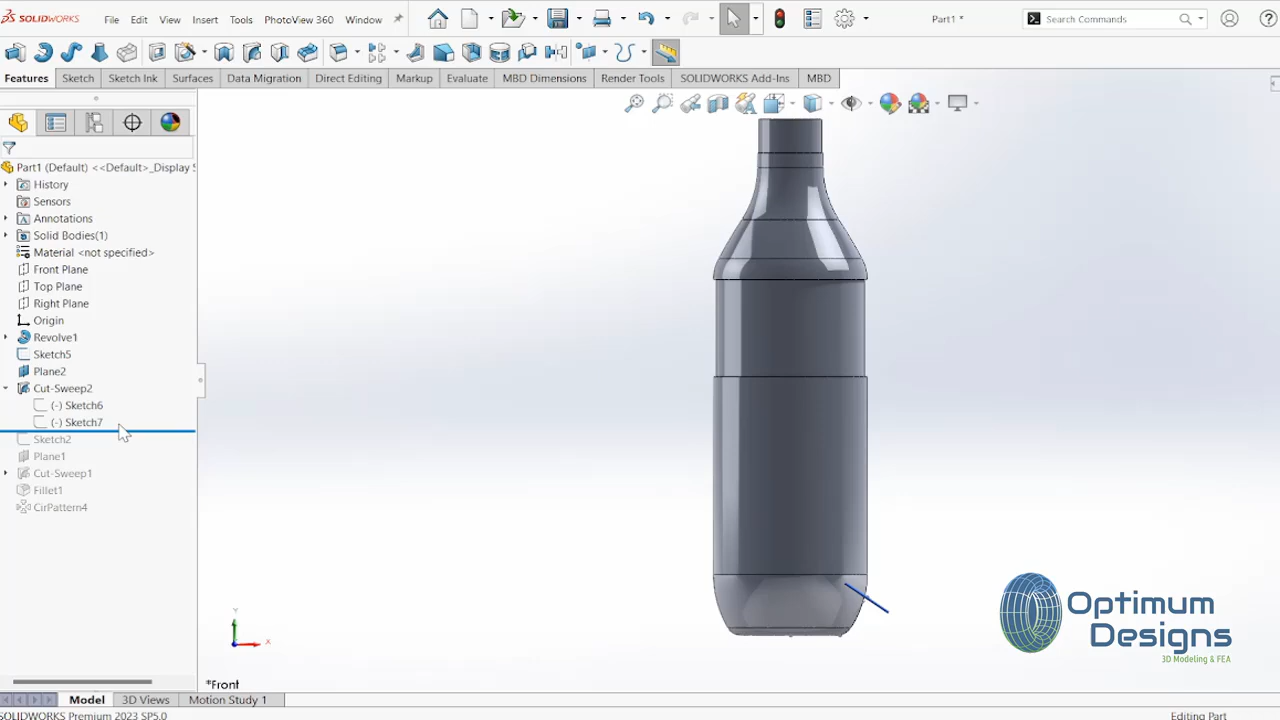 SOLIDWORKS File Edit View Insert Tools PhotoView 360 Window Part1 * Search Commands
Features Sketch Sketch Ink Surfaces Data Migration Direct Editing Markup Evaluate MBD Dimensions Render Tools SOLIDWORKS Add-Ins MBD
Part1 (Default) <<Default>_Display S
History
Sensors
Annotations
Solid Bodies(1)
Material <not specified>
Front Plane
Top Plane
Right Plane
Origin
Revolve1
Sketch5
Plane2
Cut-Sweep2
(-) Sketch6
(-) Sketch7
Sketch2
Plane1
Cut-Sweep1
Fillet1
CirPattern4
Y
X
*Front
Optimum
Designs
3D Modeling & FEA
Model 3D Views Motion Study 1
SOLIDWORKS Premium 2023 SP5.0 Editing Part